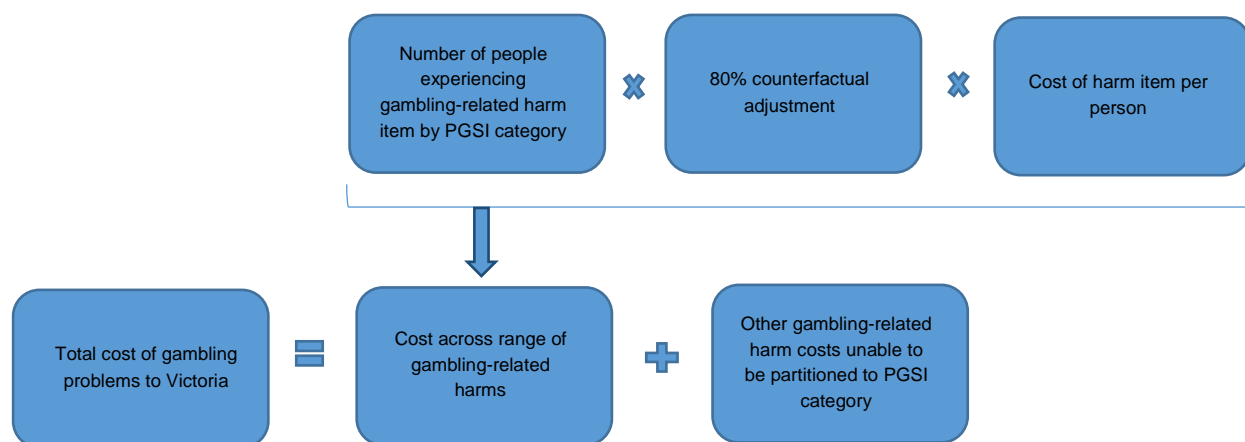 Number of people
experiencing
gambling-related harm
item by PGSI category
80% counterfactual
adjustment
Cost of harm item per
person
Total cost of gambling
problems to Victoria
Cost across range of
gambling-related
harms
Other gambling-related
harm costs unable to
be partitioned to PGSI
category